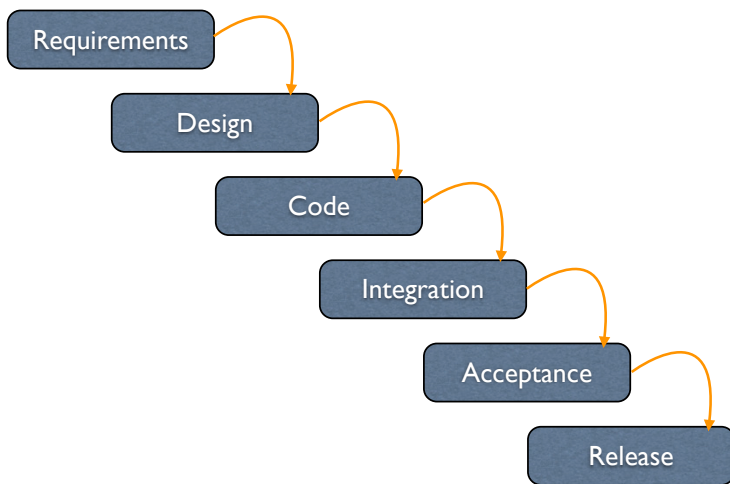 Requirements
Design
Code
Integration
Acceptance
Release